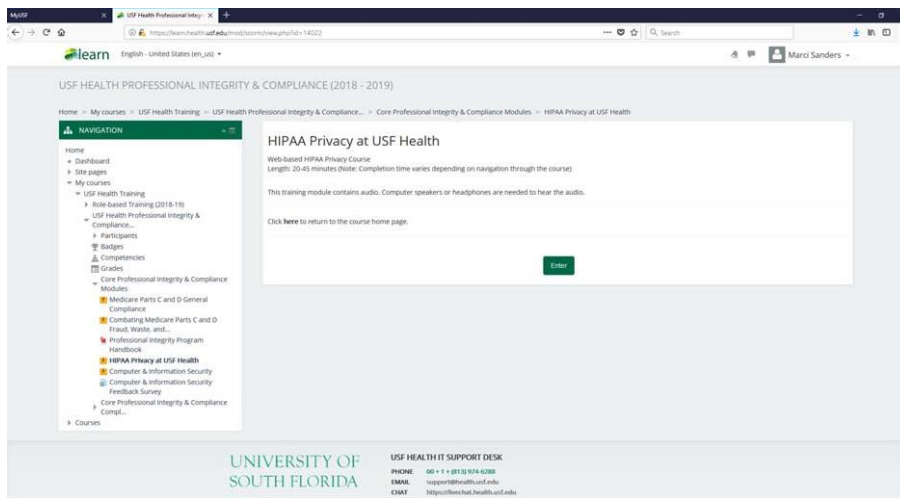 MyUSF
USF Health Professional Integri
https://learn.health.usf.edu/mod/scorm/view.php?id=14022
Search
learn
English - United States (en_us)
Marci Sanders
USF HEALTH PROFESSIONAL INTEGRITY & COMPLIANCE (2018 - 2019)
Home
My courses
USF Health Training
USF Health Professional Integrity & Compliance...
Core Professional Integrity & Compliance Modules
HIPAA Privacy at USF Health
NAVIGATION
Home
Dashboard
Site pages
My courses
USF Health Training
Role-based Training (2018-19)
USF Health Professional Integrity &
Compliance...
Participants
Badges
Competencies
Grades
Core Professional Integrity & Compliance
Modules
Medicare Parts C and D General
Compliance
Combating Medicare Parts C and D
Fraud, Waste, and...
Professional Integrity Program
Handbook
HIPAA Privacy at USF Health
Computer & Information Security
Computer & Information Security
Feedback Survey
Core Professional Integrity & Compliance
Compl...
Courses
HIPAA Privacy at USF Health
Web-based HIPAA Privacy Course
Length: 20-45 minutes (Note: Completion time varies depending on navigation through the course)
This training module contains audio. Computer speakers or headphones are needed to hear the audio.
Click here to return to the course home page.
Enter
UNIVERSITY OF
SOUTH FLORIDA
USF HEALTH IT SUPPORT DESK
PHONE 00 + 1 + (813) 974-6288
EMAIL support@health.usf.edu
CHAT https://livechat.health.usf.edu